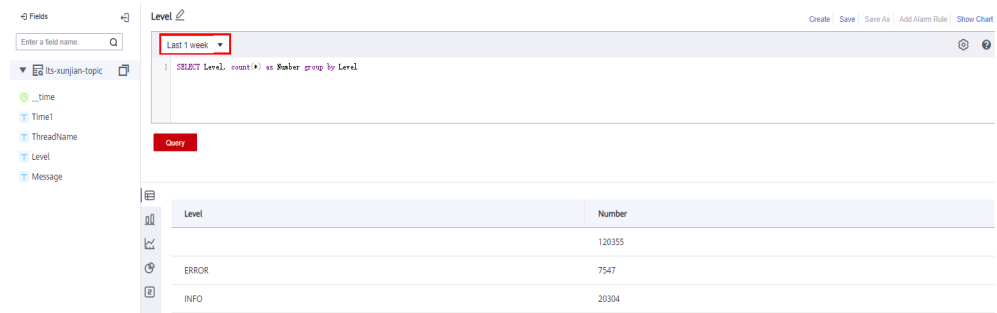 Fields
Level
Create Save Save As Add Alarm Rule Show Chart
Enter a field name.
Last 1 week
lts-xunjian-topic
1 SELECT Level, count(*) as Number group by Level
__time
Time1
ThreadName
Query
Level
Message
Level Number
120355
ERROR 7547
INFO 20304